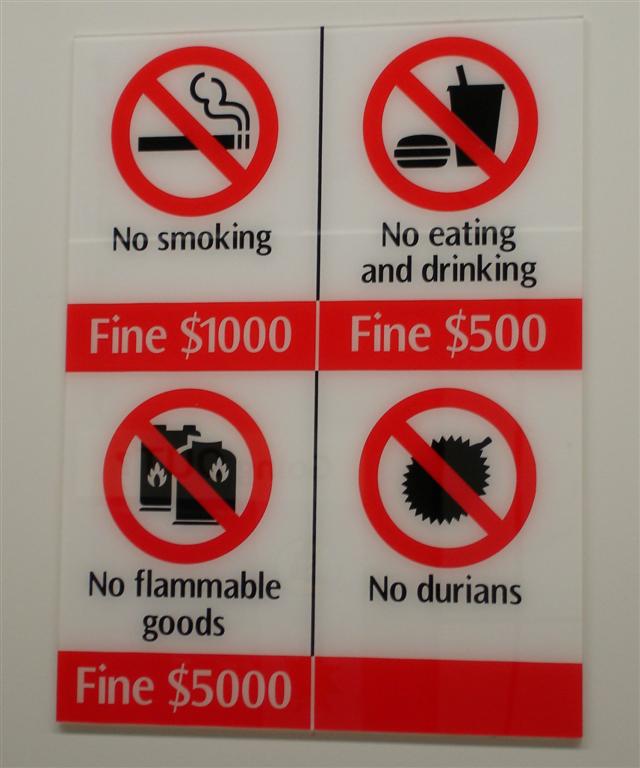 No smoking
Fine $1000
No eating
and drinking
Fine $500
No flammable
goods
Fine $5000
No durians